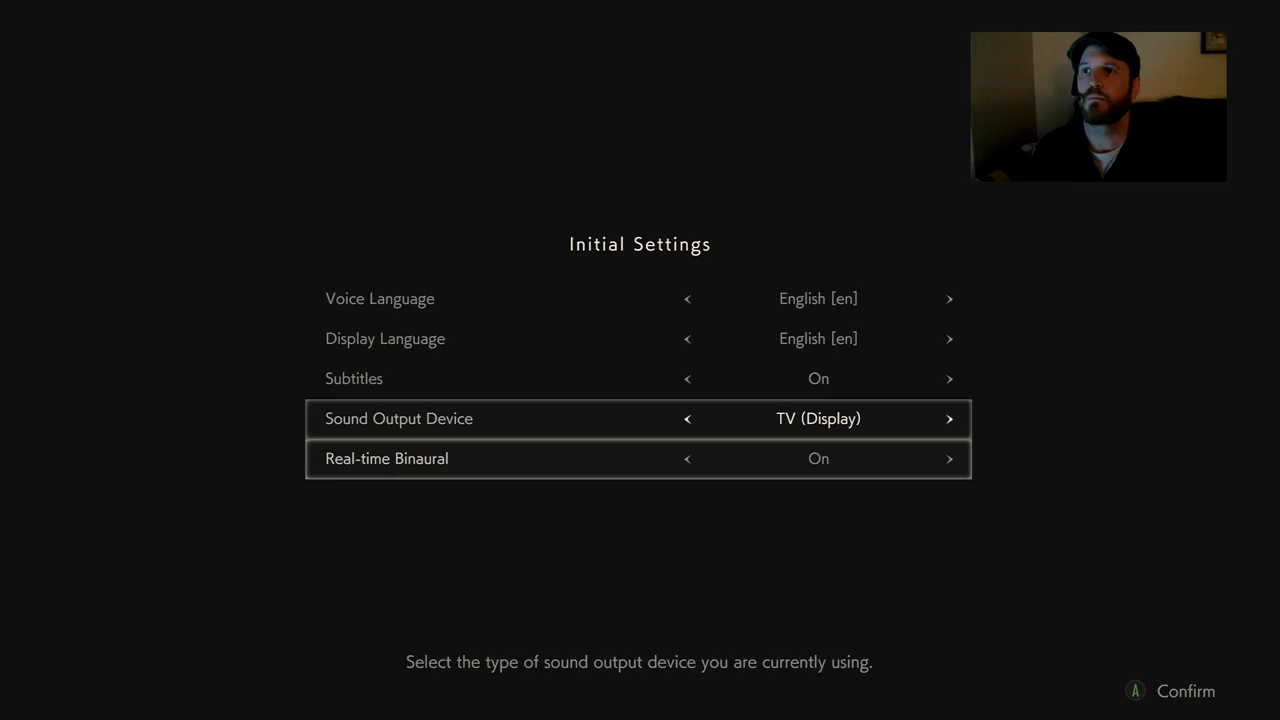 Initial Settings
Voice Language < English [en] >
Display Language < English [en] >
Subtitles < On >
Sound Output Device < TV (Display) >
Real-time Binaural < On >
Select the type of sound output device you are currently using.
A Confirm